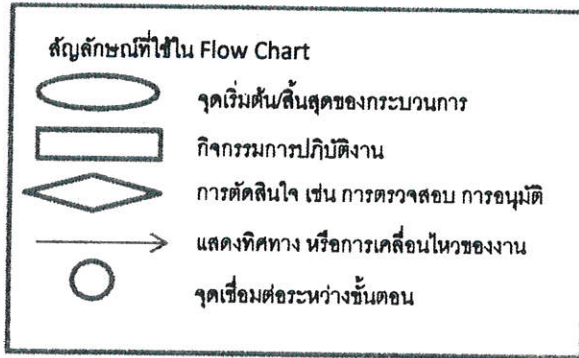 สัญลักษณ์ที่ใช้ใน Flow Chart
จุดเริ่มต้น/สิ้นสุดของกระบวนการ
กิจกรรมการปฏิบัติงาน
การตัดสินใจ เช่น การตรวจสอบ การอนุมัติ
แสดงทิศทาง หรือการเคลื่อนไหวของงาน
จุดเชื่อมต่อระหว่างขั้นตอน